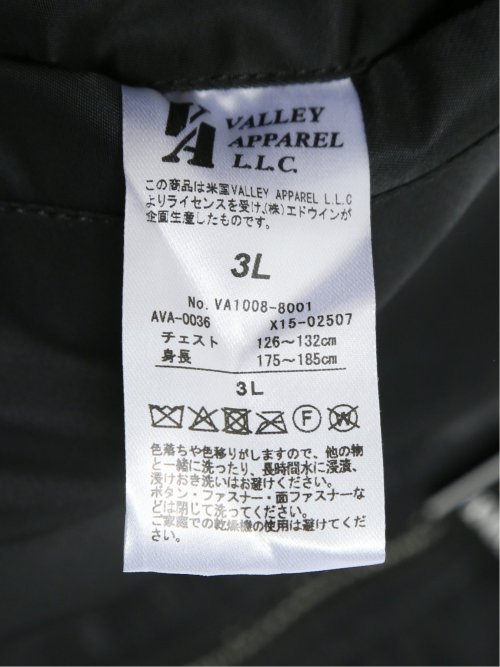 VA
VALLEY
APPAREL
L.L.C.
この商品は米国VALLEY APPAREL L.L.C
よりライセンスを受け、(株)エドウインが
企画生産したものです。
3L
No. VA1008-8001
AVA-0036 X15-02507
チェスト 126～132cm
身長 175～185cm
3L
F W
色落ちや色移りがしますので、他の物
と一緒に洗ったり、長時間水に浸漬、
浸けおき洗いはお避けください。
ボタン・ファスナー・面ファスナーな
どは閉じて洗ってください。
ご家庭での乾燥機の使用は避けてくだ
さい。